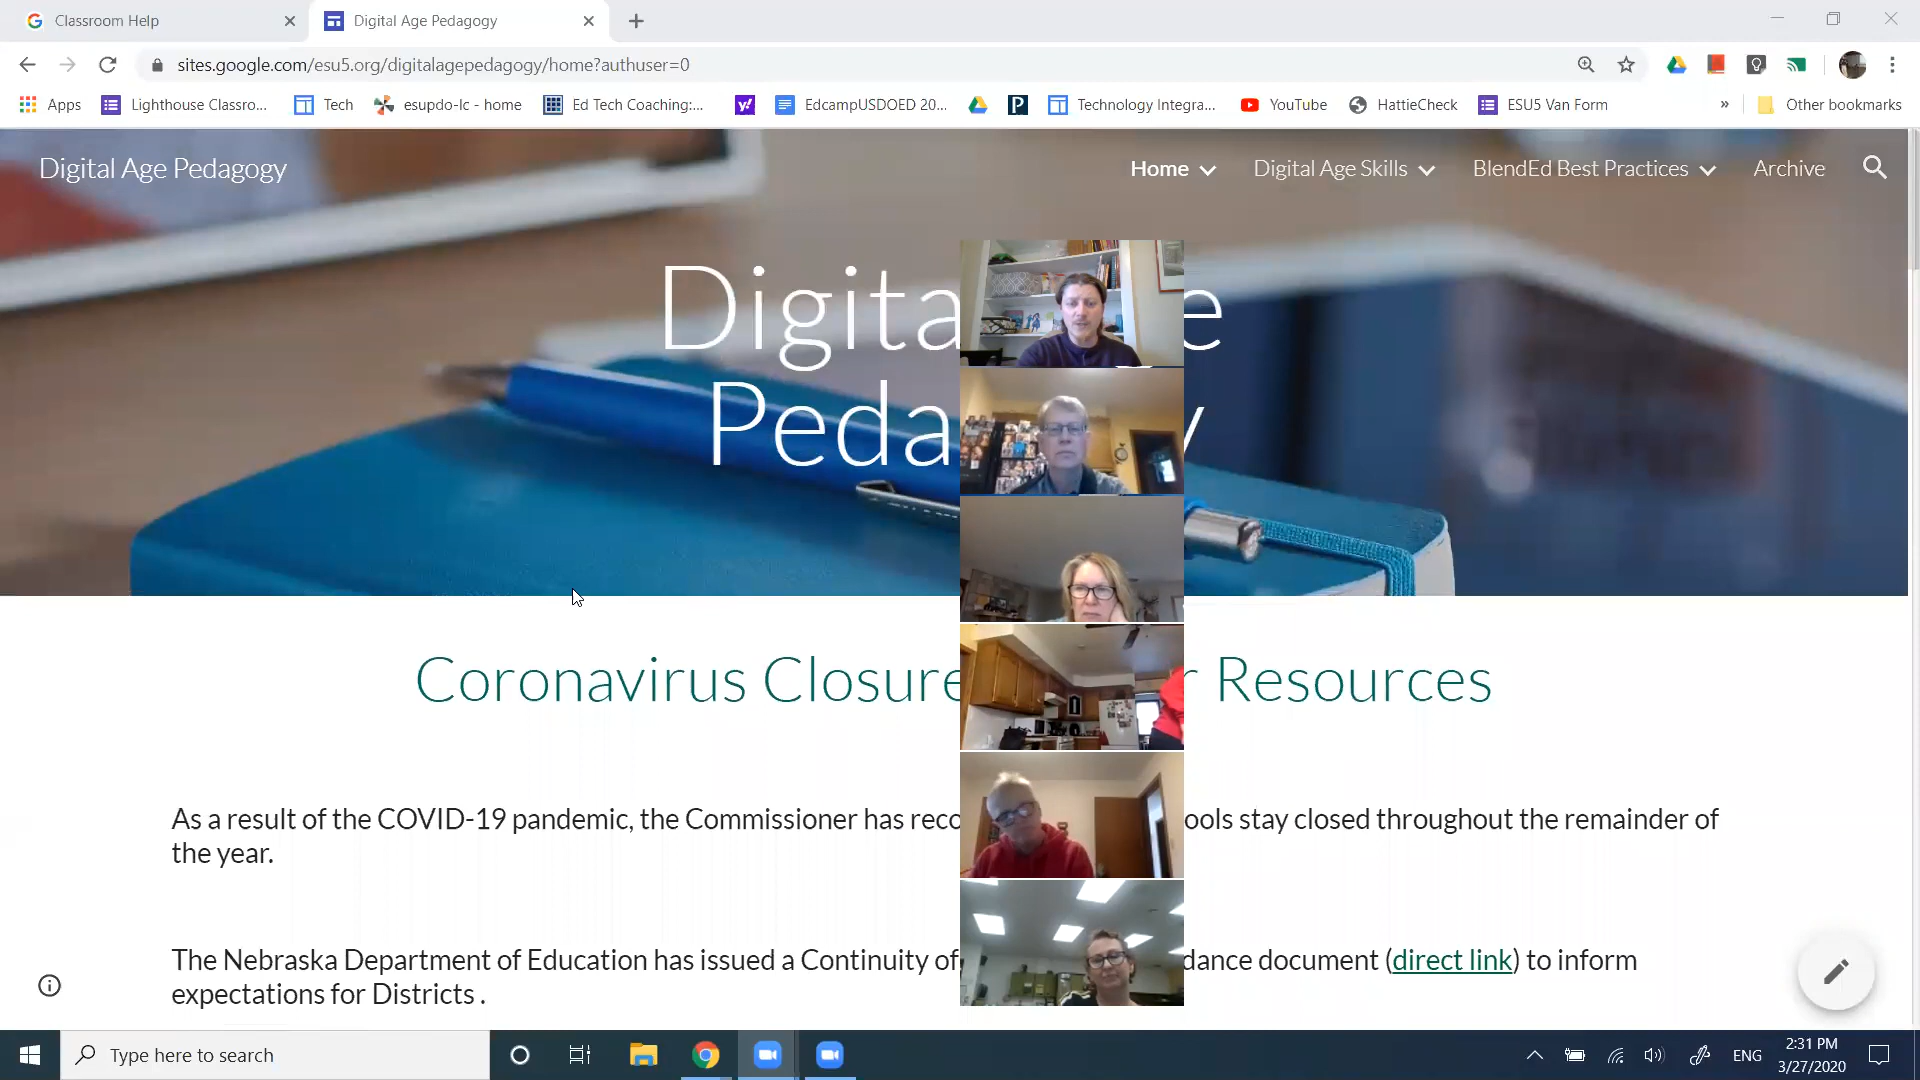 Classroom Help
Digital Age Pedagogy
sites.google.com/esu5.org/digitalagepedagogy/home?authuser=0
Apps
Lighthouse Classro...
Tech
esupdo-lc - home
Ed Tech Coaching:...
EdcampUSDOED 20...
Technology Integra...
YouTube
HattieCheck
ESU5 Van Form
»
Other bookmarks
Digital Age Pedagogy
Home
Digital Age Skills
BlendEd Best Practices
Archive
Digita e
Peda y
Coronavirus Closure r Resources
As a result of the COVID-19 pandemic, the Commissioner has reco ools stay closed throughout the remainder of
the year.
The Nebraska Department of Education has issued a Continuity of dance document (direct link) to inform
expectations for Districts .
Type here to search
ENG
2:31 PM
3/27/2020